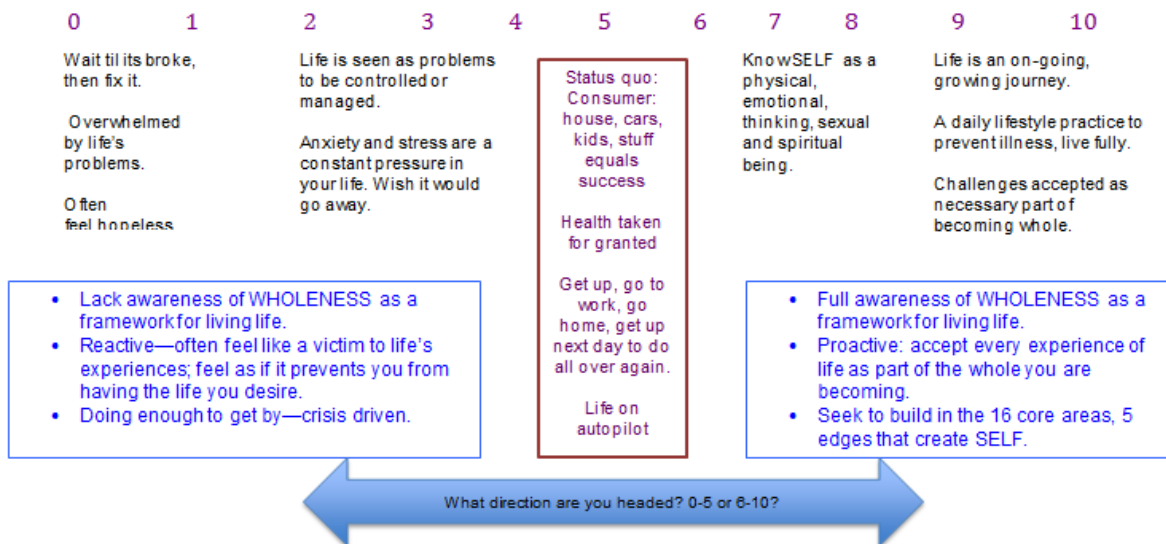 0 1 2 3 4 5 6 7 8 9 10
Wait til its broke,
then fix it.
Overwhelmed
by life's
problems.
Often
feel hopeless
Life is seen as problems
to be controlled or
managed.
Anxiety and stress are a
constant pressure in
your life. Wish it would
go away.
Status quo:
Consumer:
house, cars,
kids, stuff
equals
success
Health taken
for granted
Get up, go to
work, go
home, get up
next day to do
all over again.
Life on
autopilot
KnowSELF as a
physical,
emotional,
thinking, sexual
and spiritual
being.
Life is an on-going,
growing journey.
A daily lifestyle practice to
prevent illness, live fully.
Challenges accepted as
necessary part of
becoming whole.
• Lack awareness of WHOLENESS as a
framework for living life.
• Reactive—often feel like a victim to life's
experiences; feel as if it prevents you from
having the life you desire.
• Doing enough to get by—crisis driven.
• Full awareness of WHOLENESS as a
framework for living life.
• Proactive: accept every experience of
life as part of the whole you are
becoming.
• Seek to build in the 16 core areas, 5
edges that create SELF.
What direction are you headed? 0-5 or 6-10?